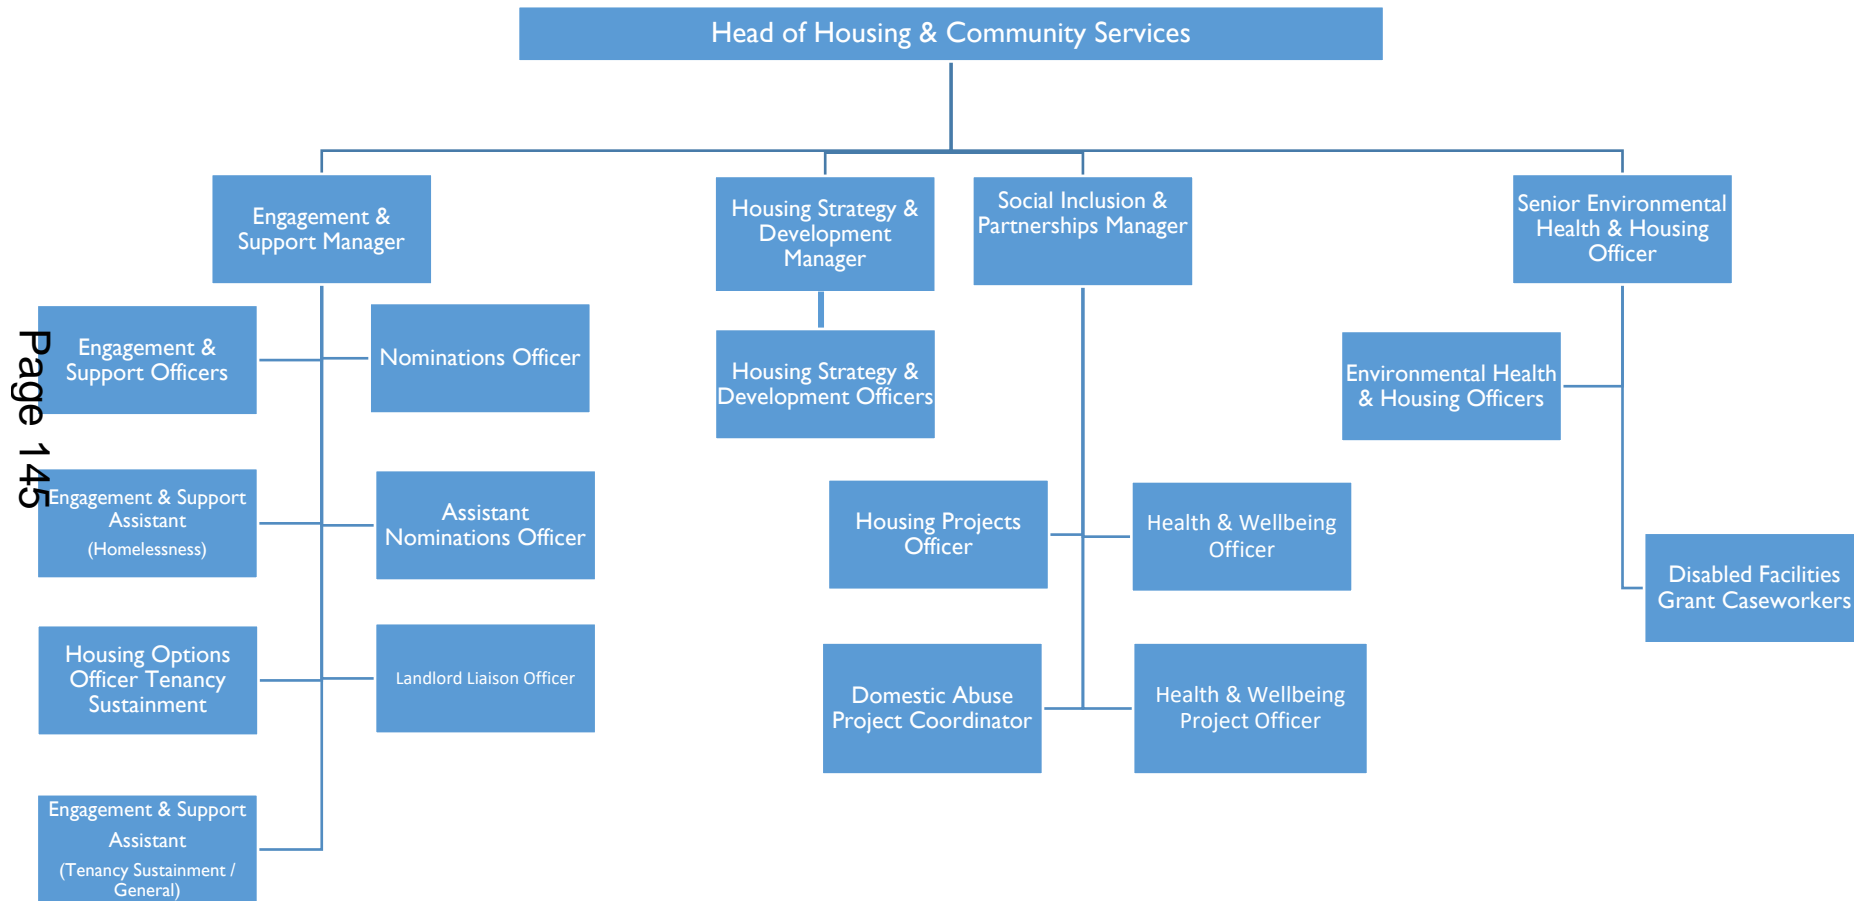 Head of Housing & Community Services
Engagement &
Support Manager
Housing Strategy &
Development
Manager
Social Inclusion &
Partnerships Manager
Senior Environmental
Health & Housing
Officer
Engagement &
Support Officers
Nominations Officer
Housing Strategy &
Development Officers
Environmental Health
& Housing Officers
Page 145
Engagement & Support
Assistant
(Homelessness)
Assistant
Nominations Officer
Housing Projects
Officer
Health & Wellbeing
Officer
Disabled Facilities
Grant Caseworkers
Housing Options
Officer Tenancy
Sustainment
Landlord Liaison Officer
Domestic Abuse
Project Coordinator
Health & Wellbeing
Project Officer
Engagement & Support
Assistant
(Tenancy Sustainment /
General)